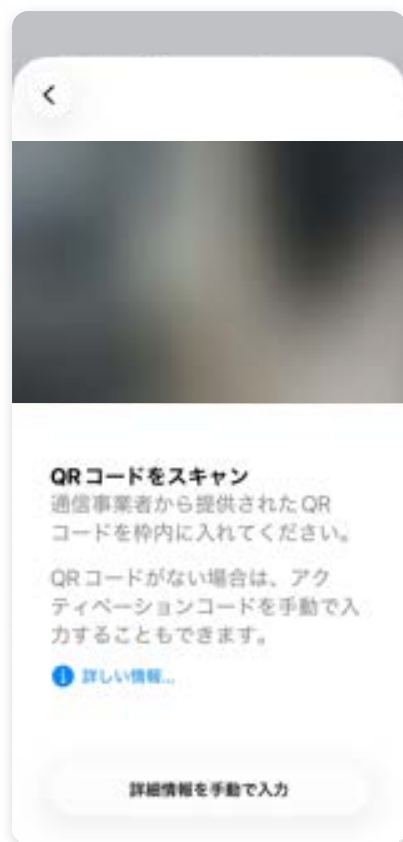 QRコードをスキャン
通信事業者から提供されたQR
コードを枠内に入れてください。
QRコードがない場合は、アク
ティベーションコードを手動で入
力することもできます。
詳しい情報...
詳細情報を手動で入力